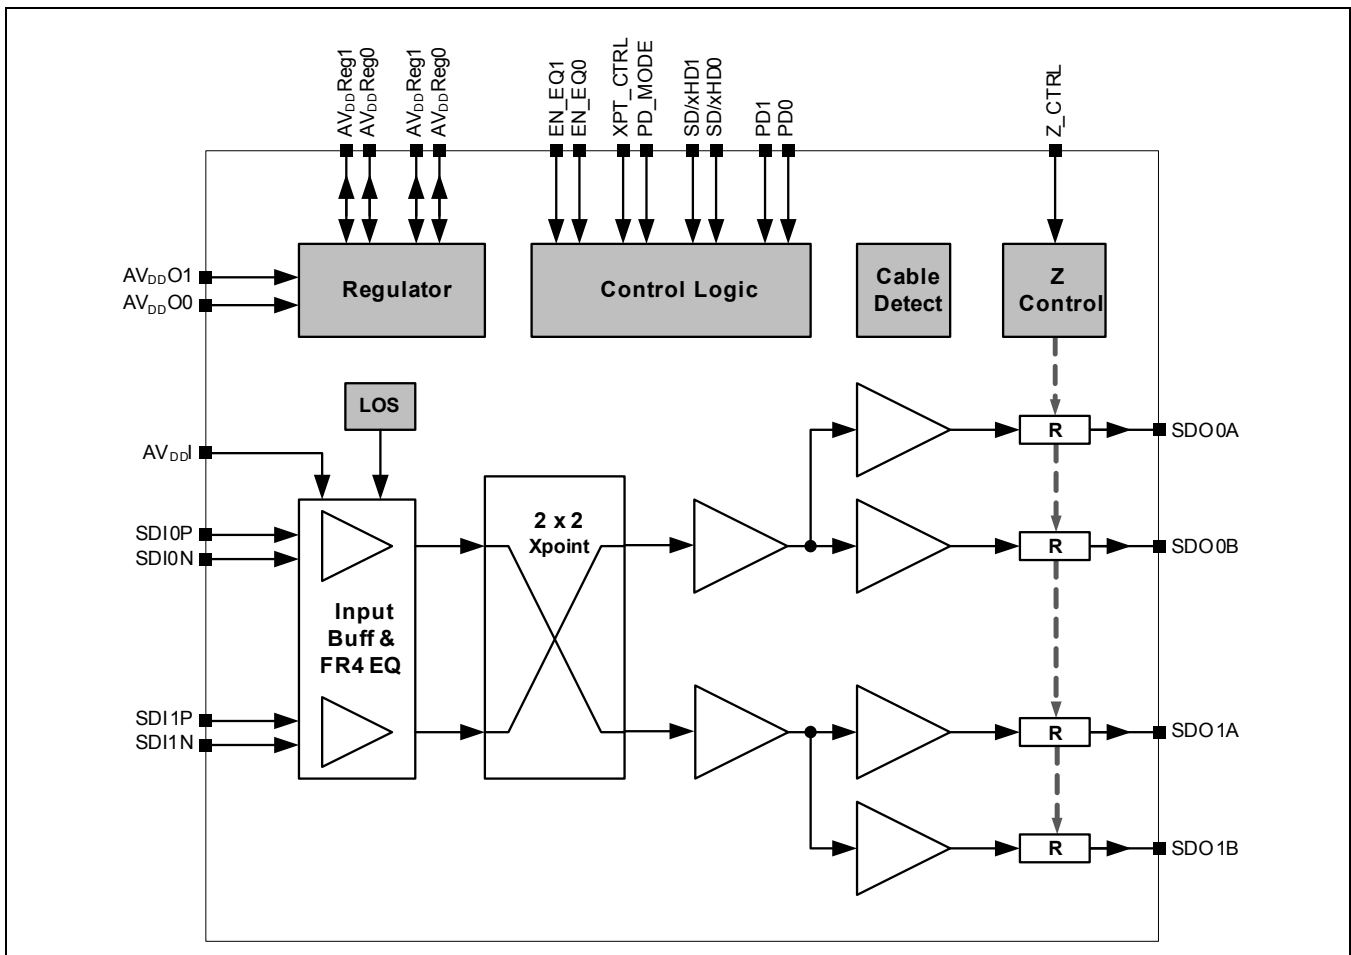 AVDDReg1
AVDDReg0
AVDDReg1
AVDDReg0
EN_EQ1
EN_EQ0
XPT_CTRL
PD_MODE
SD/xHD1
SD/xHD0
PD1
PD0
Z_CTRL
AVDDO1
AVDDO0
Regulator
Control Logic
Cable
Detect
Z
Control
LOS
AVDDI
SDI0P
SDI0N
SDI1P
SDI1N
Input
Buff &
FR4 EQ
2 x 2
Xpoint
R
SDO0A
R
SDO0B
R
SDO1A
R
SDO1B